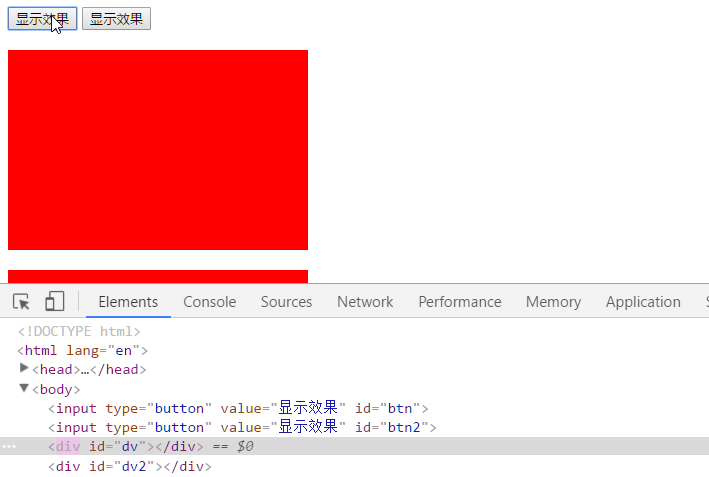 显示效果 显示效果
Elements Console Sources Network Performance Memory Application S
<!DOCTYPE html>
<html lang="en">
<head>…</head>
<body>
<input type="button" value="显示效果" id="btn">
<input type="button" value="显示效果" id="btn2">
<div id="dv"></div> == $0
<div id="dv2"></div>